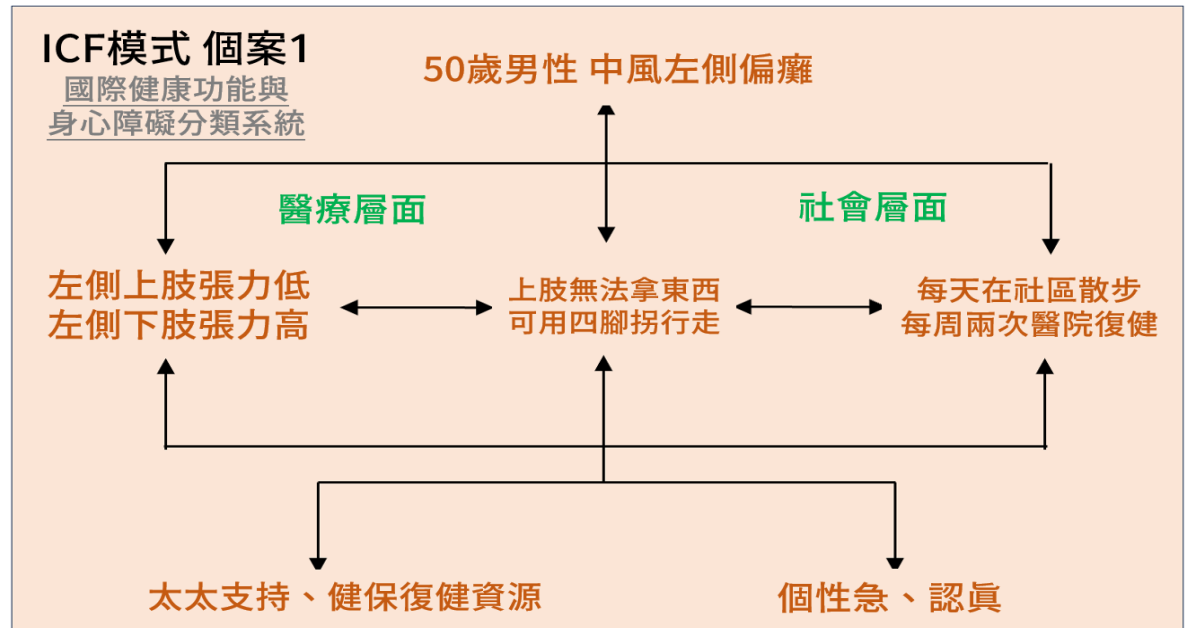 ICF模式 個案1
國際健康功能與
身心障礙分類系統
50歲男性 中風左側偏癱
醫療層面
社會層面
左側上肢張力低
左側下肢張力高
上肢無法拿東西
可用四腳拐行走
每天在社區散步
每周兩次醫院復健
太太支持、健保復健資源
個性急、認真